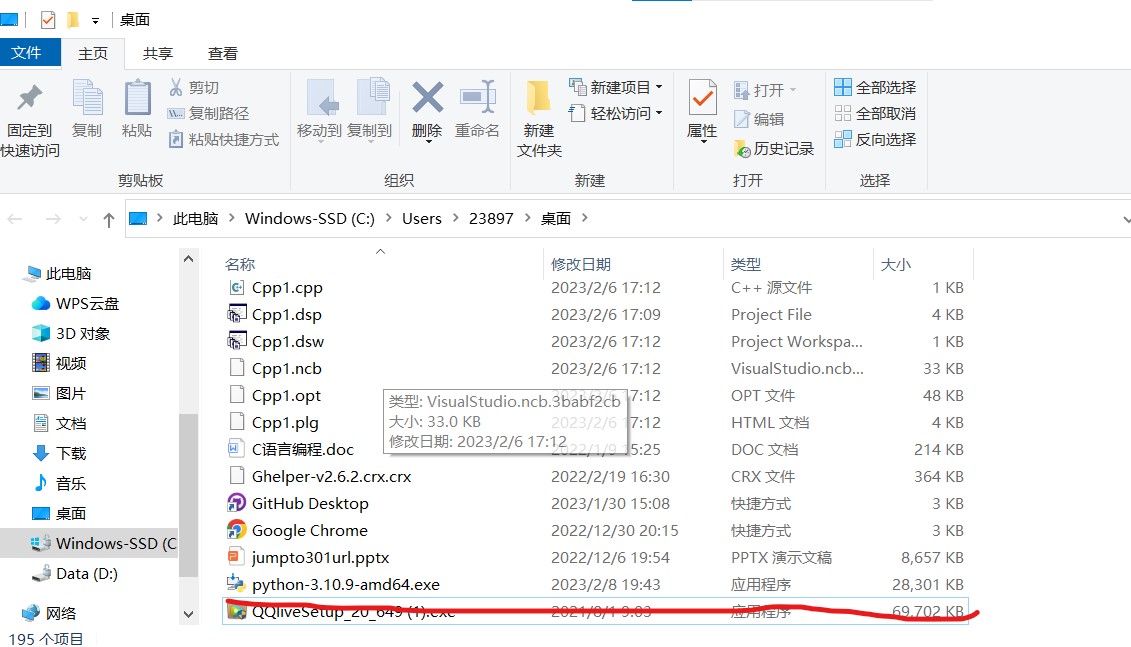 桌面
文件 主页 共享 查看
固定到快速访问 复制 粘贴 剪切 复制路径 粘贴快捷方式 移动到 复制到 删除 重命名 新建文件夹 新建项目 轻松访问 属性 打开 编辑 历史记录 全部选择 全部取消 反向选择
剪贴板 组织 新建 打开 选择
此电脑 Windows-SSD (C:) Users 23897 桌面
此电脑
WPS云盘
3D 对象
视频
图片
文档
下载
音乐
桌面
Windows-SSD (C
Data (D:)
网络
名称 修改日期 类型 大小
Cpp1.cpp 2023/2/6 17:12 C++ 源文件 1 KB
Cpp1.dsp 2023/2/6 17:09 Project File 4 KB
Cpp1.dsw 2023/2/6 17:12 Project Workspa... 1 KB
Cpp1.ncb 2023/2/6 17:12 VisualStudio.ncb... 33 KB
Cpp1.opt 7:12 OPT 文件 48 KB
Cpp1.plg 7:12 HTML 文档 4 KB
C语言编程.doc 5:25 DOC 文档 214 KB
类型: VisualStudio.ncb.3babf2cb
大小: 33.0 KB
修改日期: 2023/2/6 17:12
Ghelper-v2.6.2.crx.crx 2022/2/19 16:30 CRX 文件 364 KB
GitHub Desktop 2023/1/30 15:08 快捷方式 3 KB
Google Chrome 2022/12/30 20:15 快捷方式 3 KB
jumpto301url.pptx 2022/12/6 19:54 PPTX 演示文稿 8,657 KB
python-3.10.9-amd64.exe 2023/2/8 19:43 应用程序 28,301 KB
QQliveSetup_20_649 (1).exe 2021/8/1 9:03 应用程序 69,702 KB
195 个项目